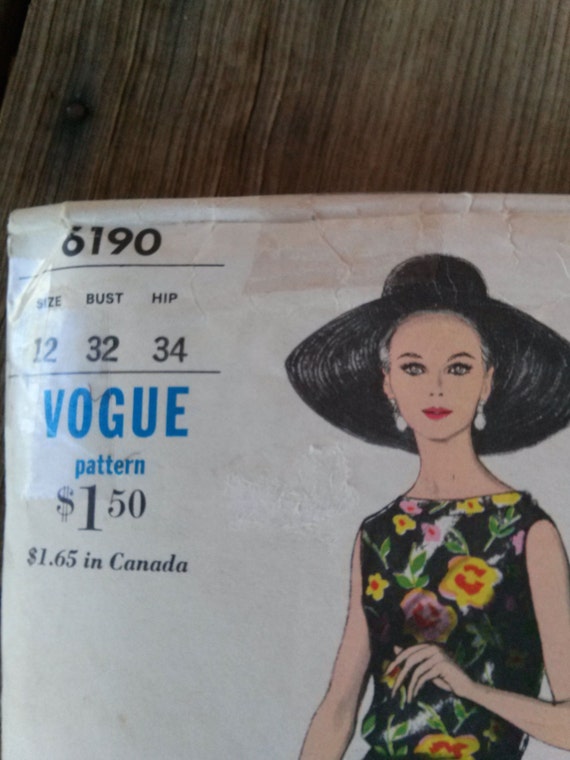 6190
SIZE BUST HIP
12 32 34
VOGUE
pattern
$1.50
$1.65 in Canada